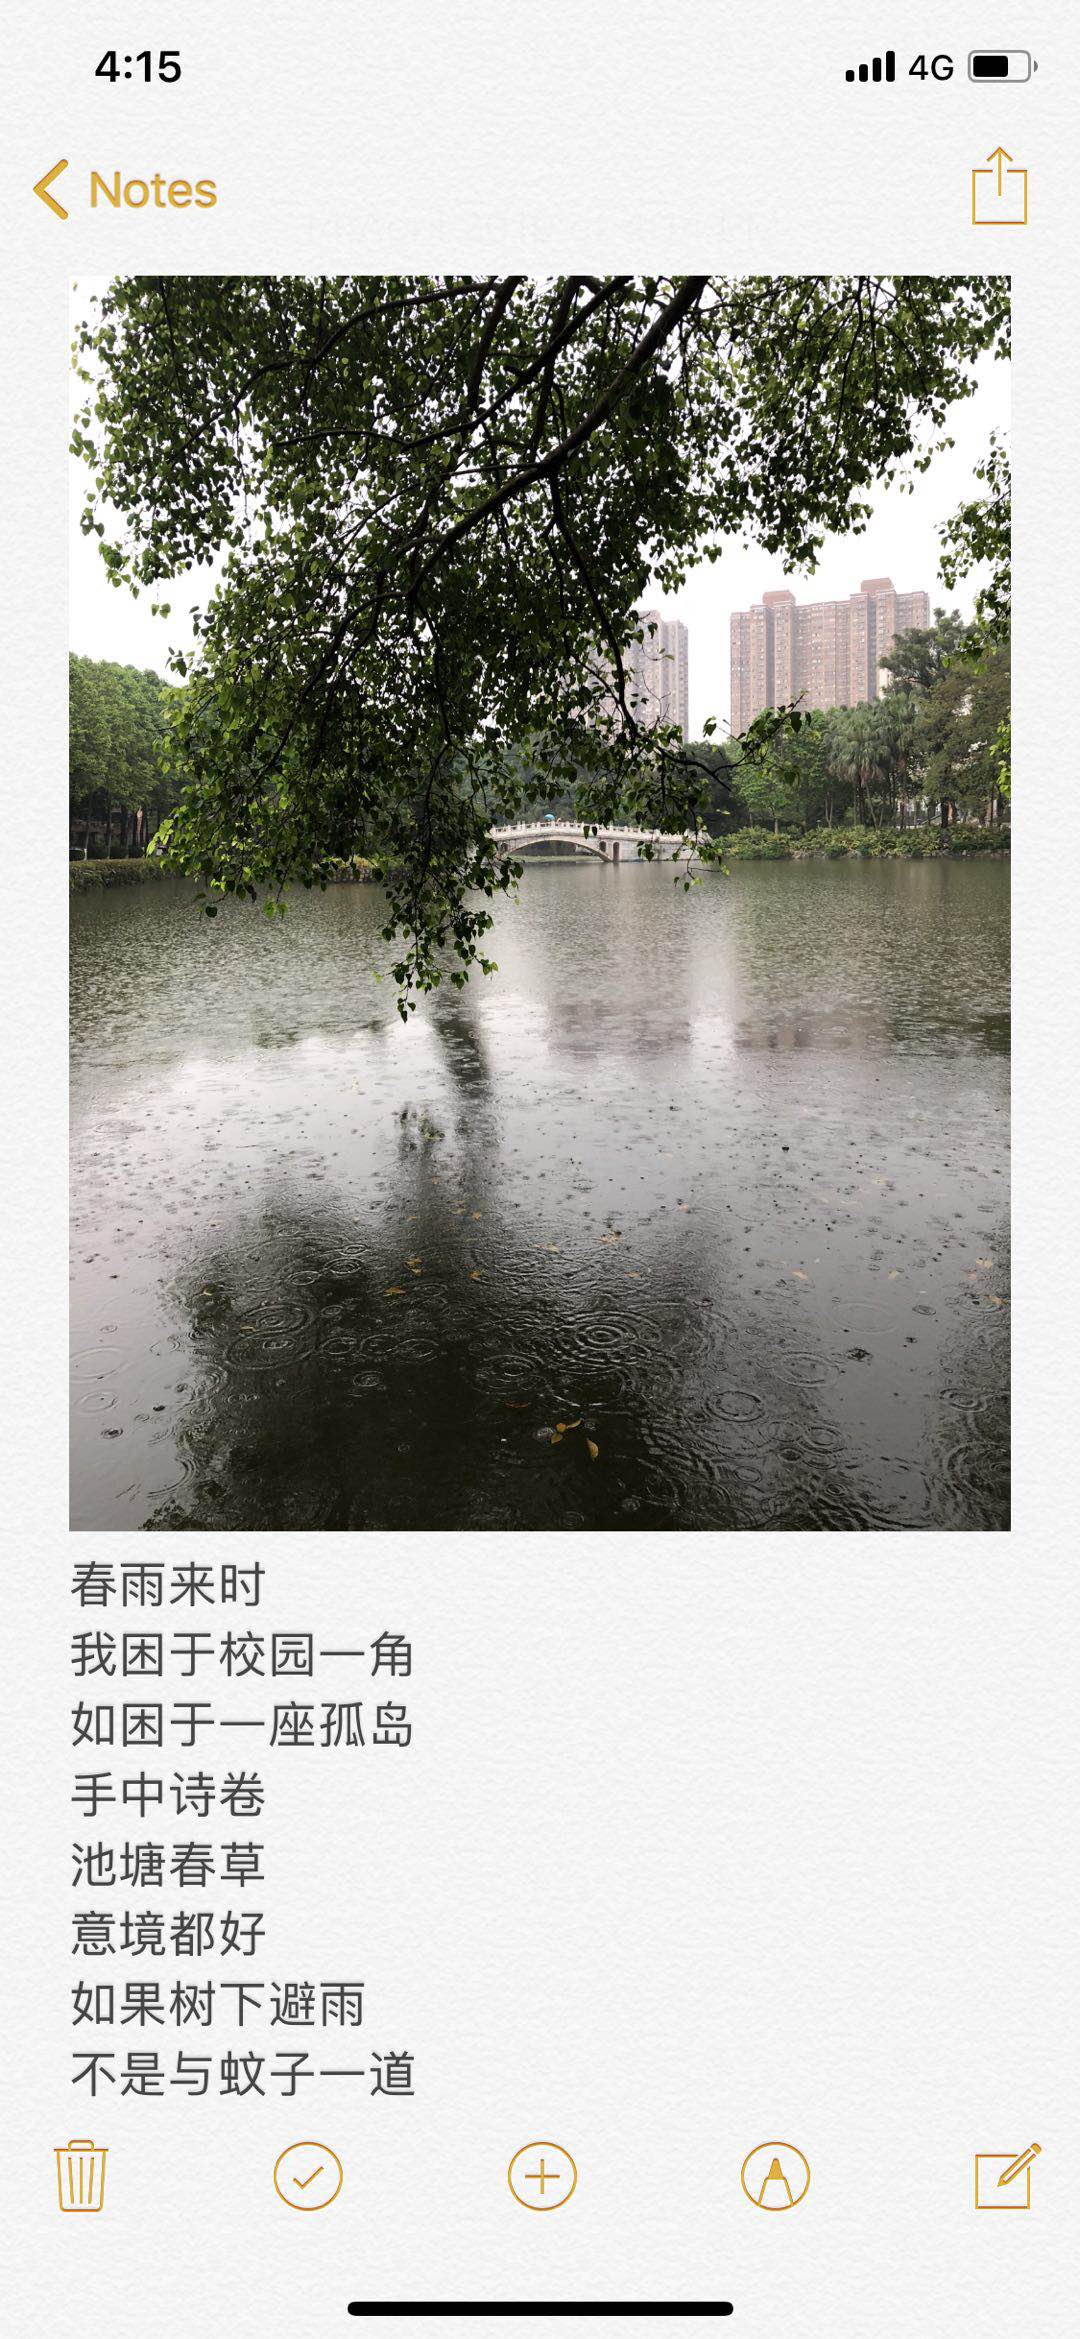 4:15
4G
Notes
春雨来时
我困于校园一角
如困于一座孤岛
手中诗卷
池塘春草
意境都好
如果树下避雨
不是与蚊子一道